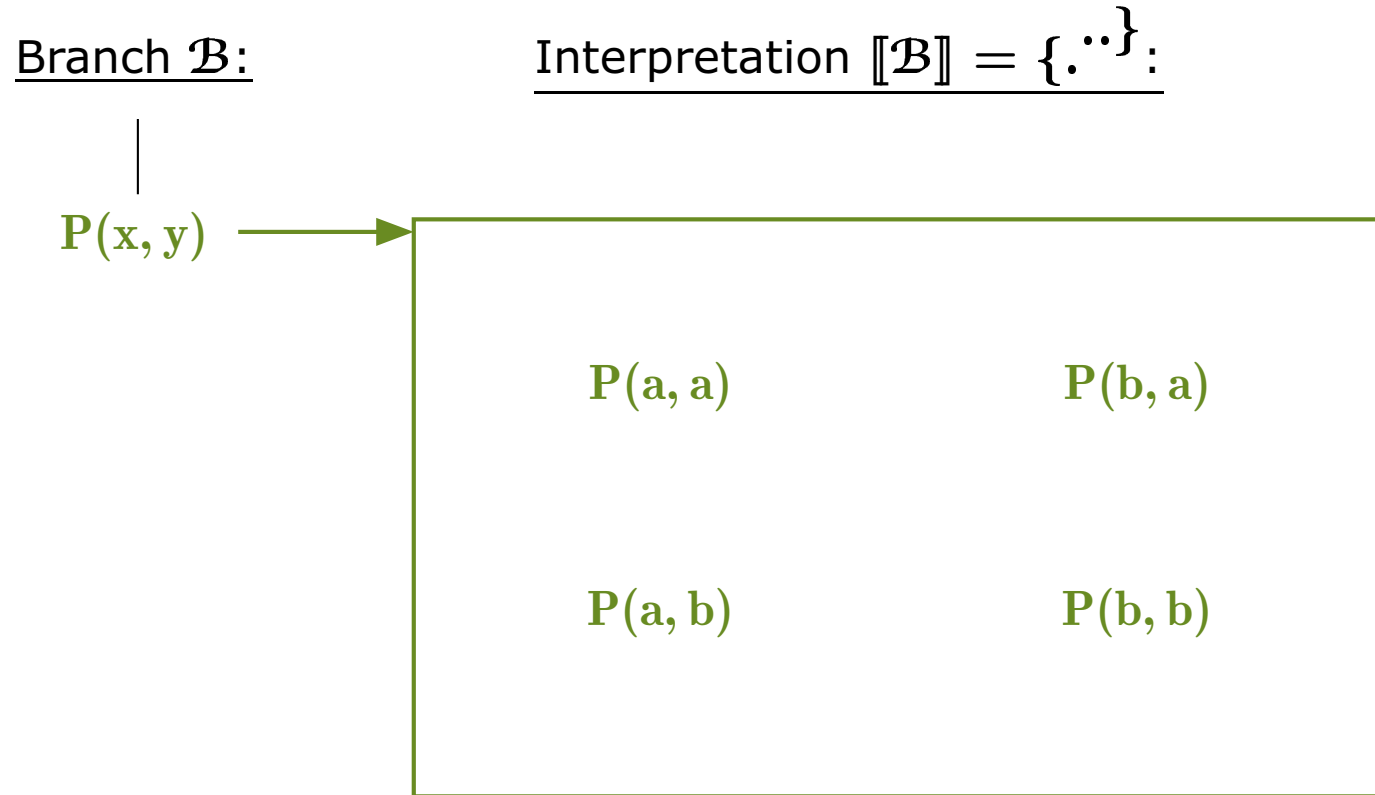 Branch ℬ: Interpretation ⟦ℬ⟧ = {...}:
P(x, y)
P(a, a) P(b, a)
P(a, b) P(b, b)